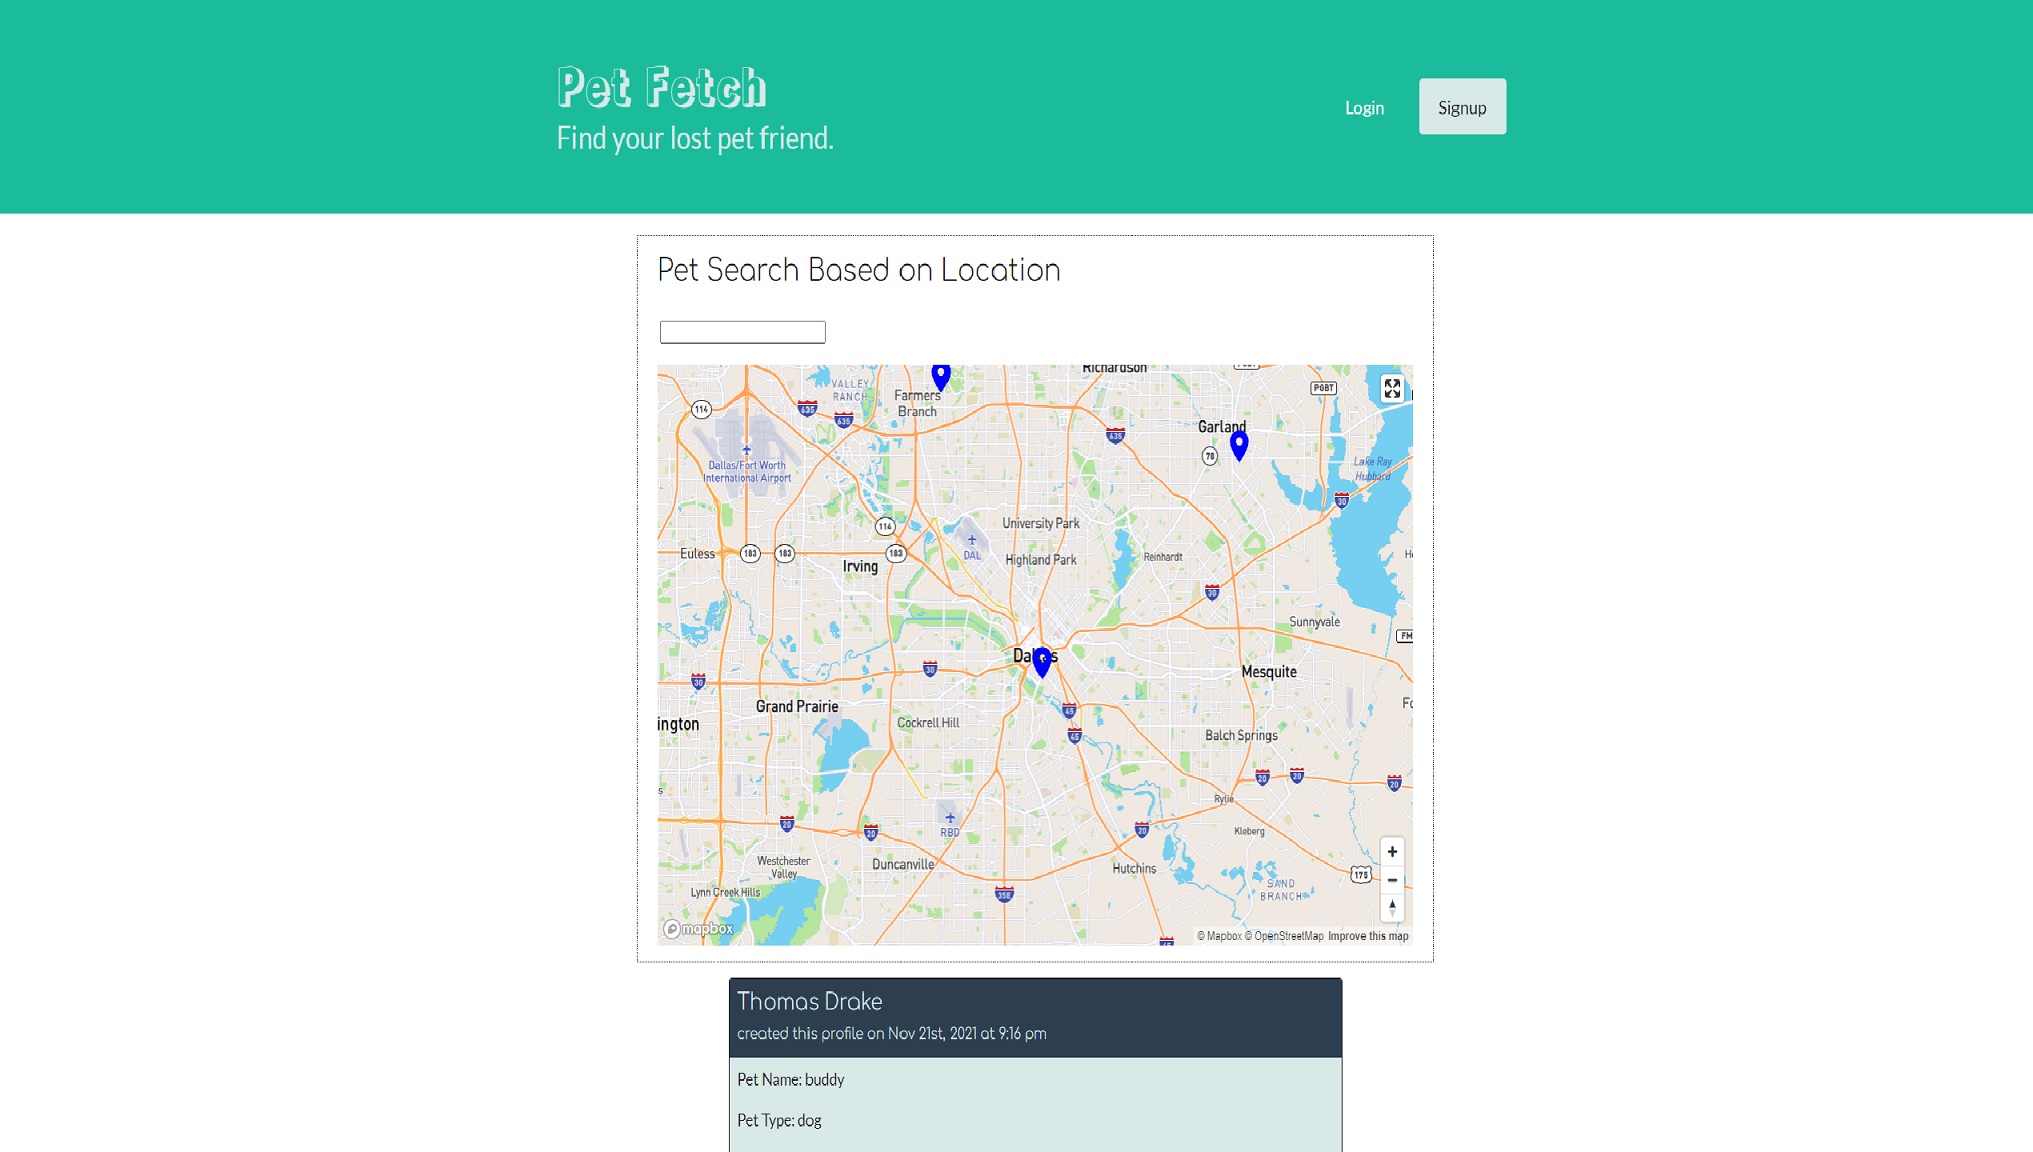 Pet Fetch
Find your lost pet friend.
Login
Signup
Pet Search Based on Location
Richardson
VALLEY
RANCH
Farmers
Branch
PGBT
114
635
635
635
Garland
78
Dallas/Fort Worth
International Airport
Lake Ray
Hubbard
30
114
University Park
DAL
Euless
183
183
183
Highland Park
Reinhardt
Irving
30
Sunnyvale
FM
Dallas
30
30
Mesquite
Grand Prairie
45
Cockrell Hill
ington
45
Balch Springs
20
20
20
Rylie
RBD
20
20
20
Kleberg
Westchester
Valley
Duncanville
Hutchins
175
Lynn Creek Hills
35E
SAND
BRANCH
mapbox
© Mapbox © OpenStreetMap Improve this map
Thomas Drake
created this profile on Nov 21st, 2021 at 9:16 pm
Pet Name: buddy
Pet Type: dog